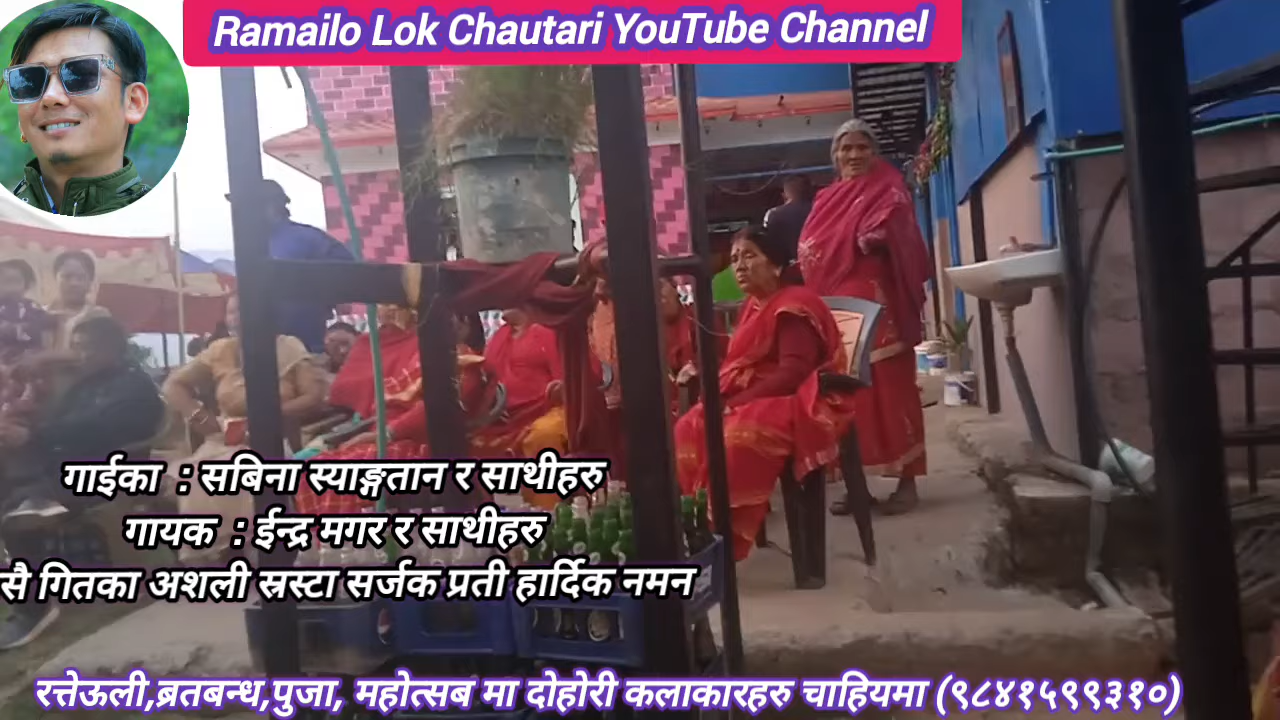 Ramailo Lok Chautari YouTube Channel
गाईका : सबिना स्याङ्गतान र साथीहरु
गायक : ईन्द्र मगर र साथीहरु
सै गितका अशली स्रस्टा सर्जक प्रती हार्दिक नमन
रत्तेऊली,ब्रतबन्ध,पुजा, महोत्सब मा दोहोरी कलाकारहरु चाहियमा (९८४१५९९३१०)